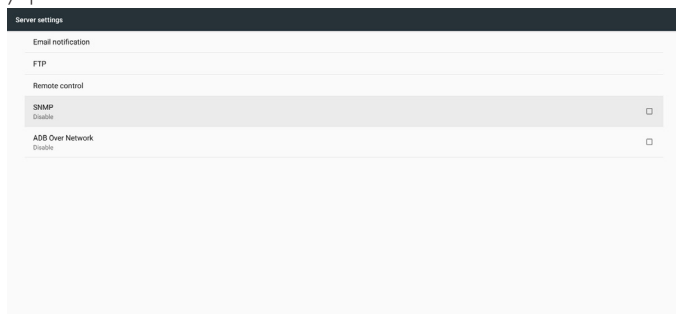 Server settings
Email notification
FTP
Remote control
SNMP
Disable
ADB Over Network
Disable